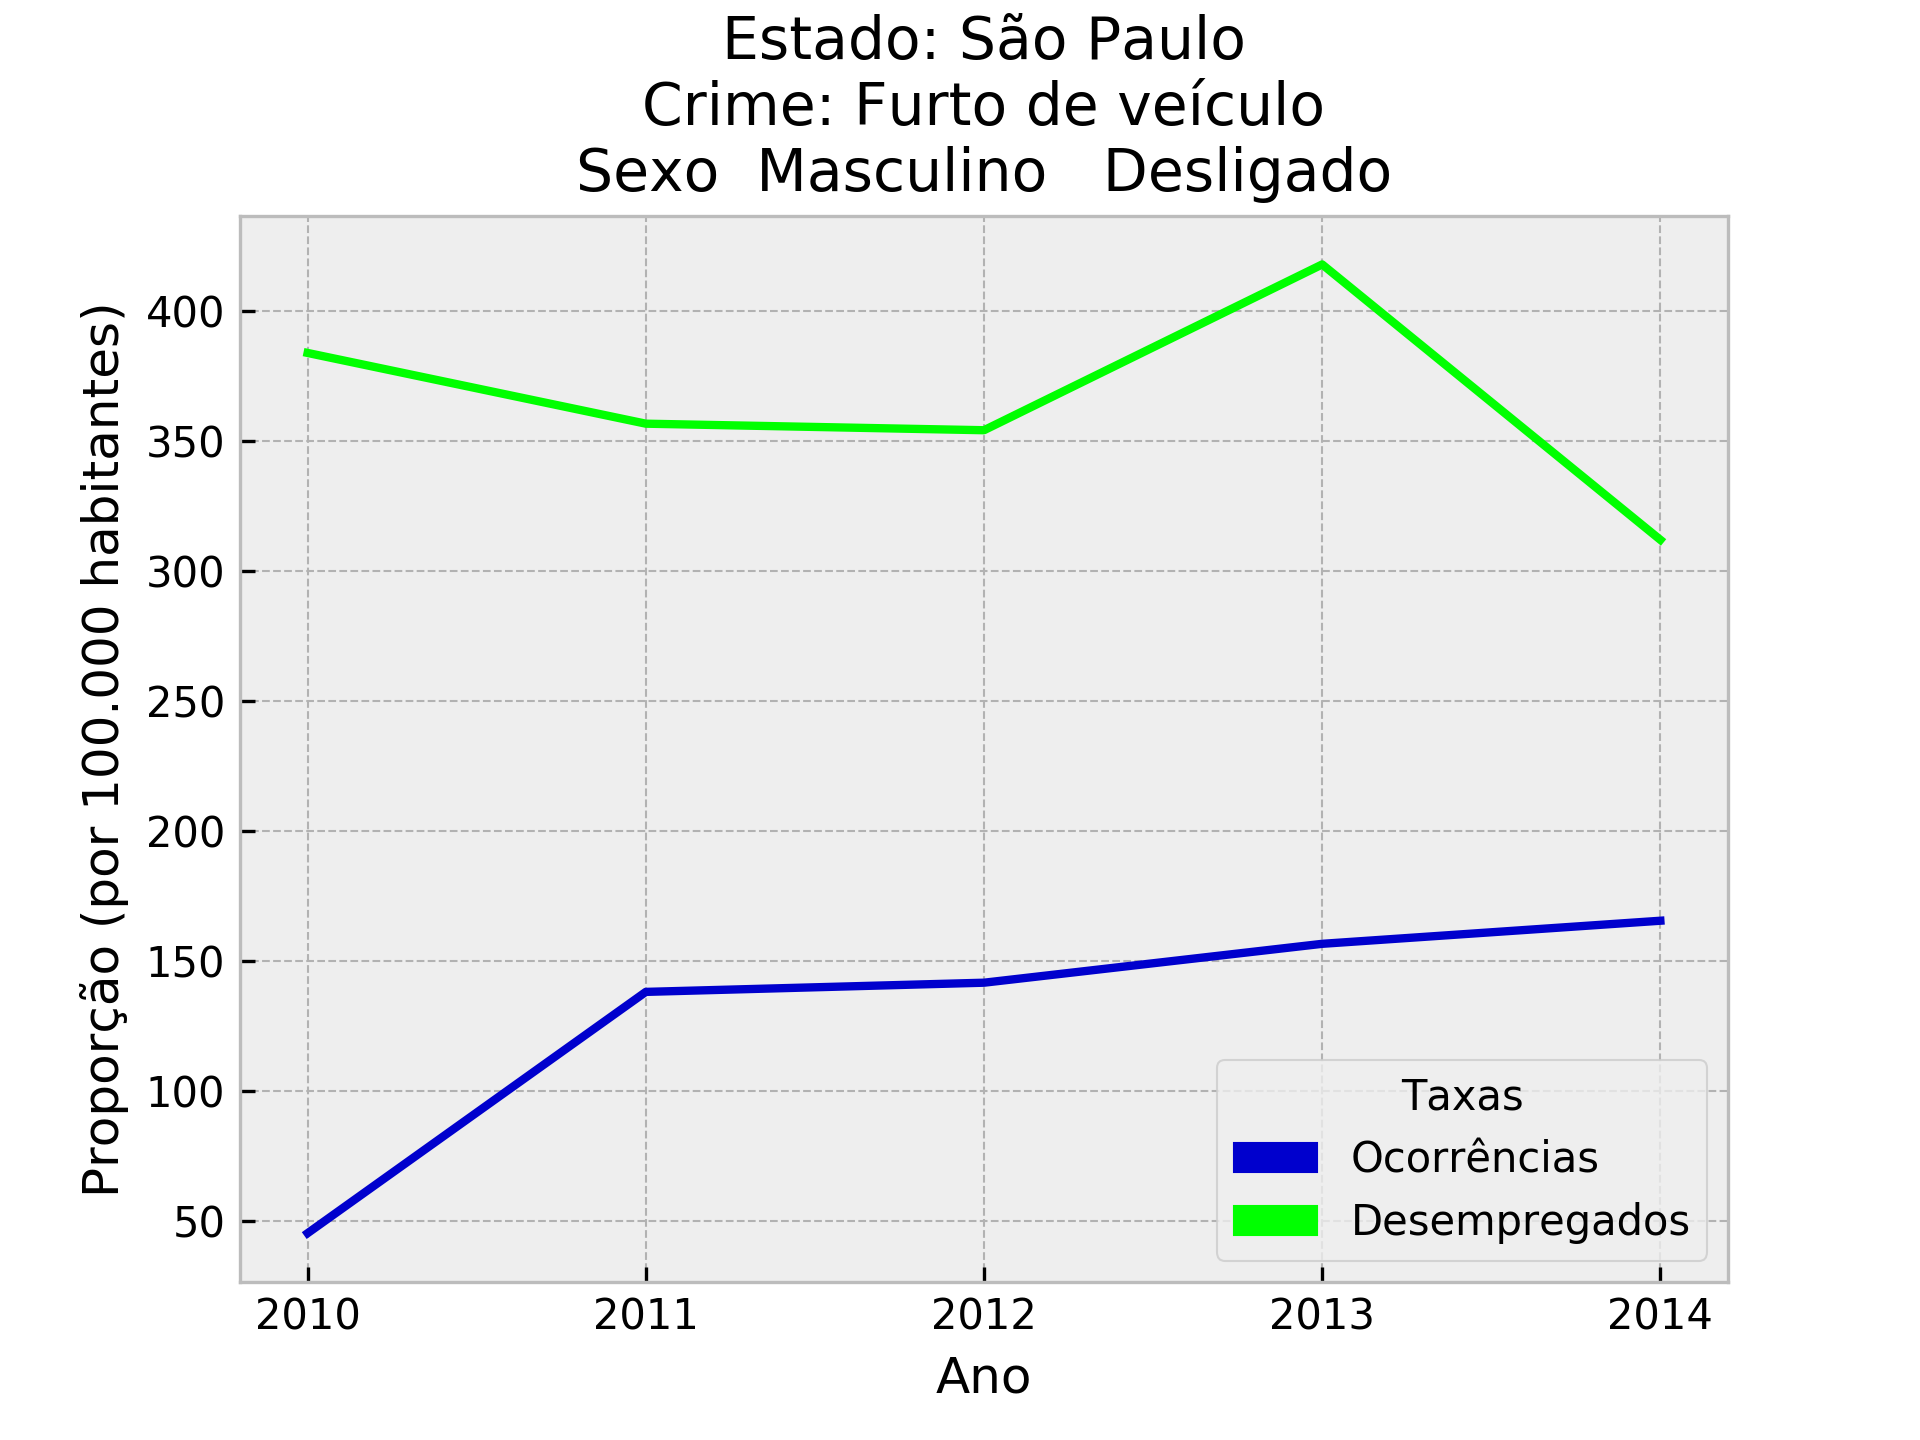 Estado: São Paulo
Crime: Furto de veículo
Sexo  Masculino   Desligado
Proporção (por 100.000 habitantes)
400
350
300
250
200
150
100
50
Taxas
Ocorrências
Desempregados
2010 2011 2012 2013 2014
Ano